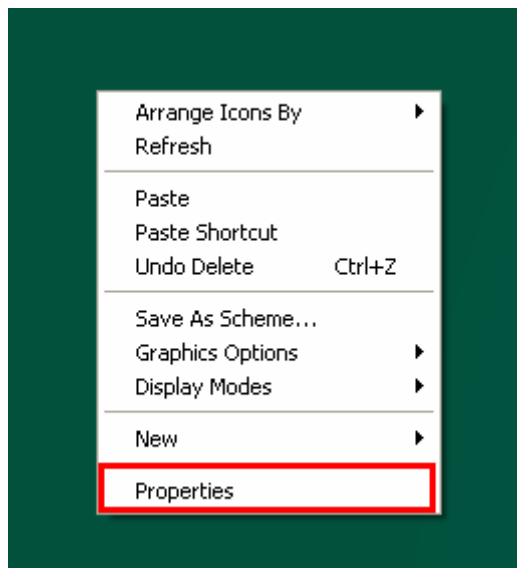 Arrange Icons By
Refresh
Paste
Paste Shortcut
Undo Delete Ctrl+Z
Save As Scheme...
Graphics Options
Display Modes
New
Properties